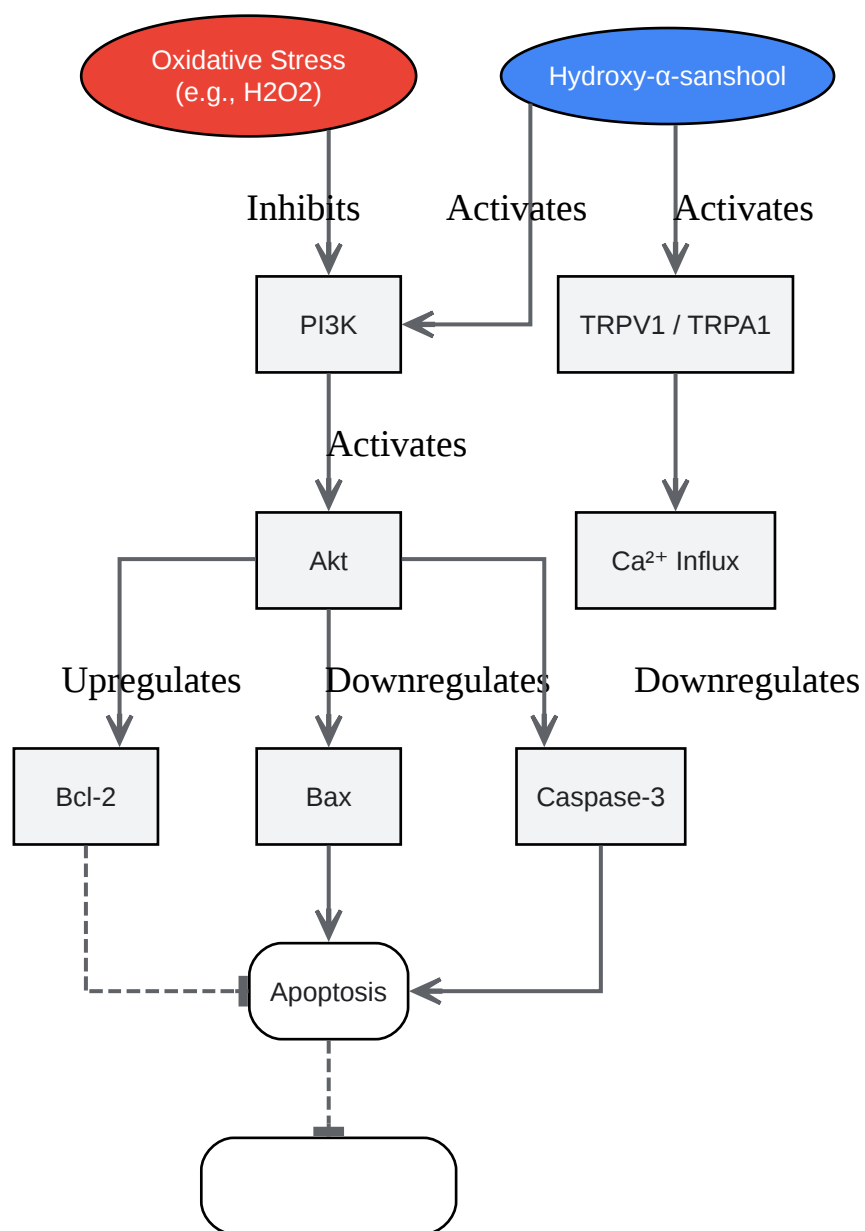 Oxidative Stress
(e.g., H2O2)
Hydroxy-α-sanshool
Inhibits
Activates
Activates
PI3K
TRPV1 / TRPA1
Activates
Akt
Ca²⁺ Influx
Upregulates
Downregulates
Downregulates
Bcl-2
Bax
Caspase-3
Apoptosis